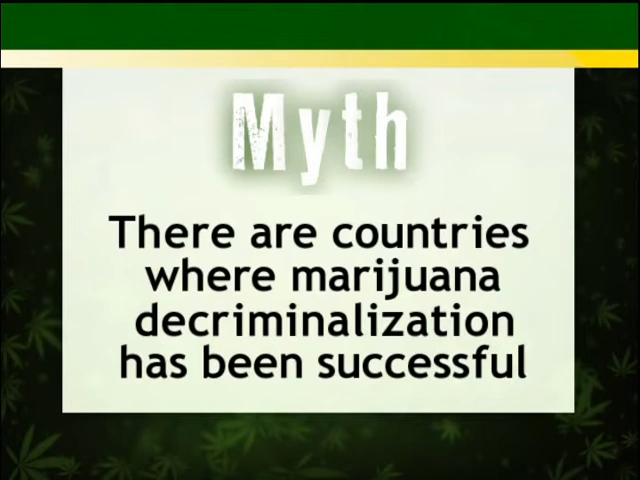 Myth
There are countries
where marijuana
decriminalization
has been successful